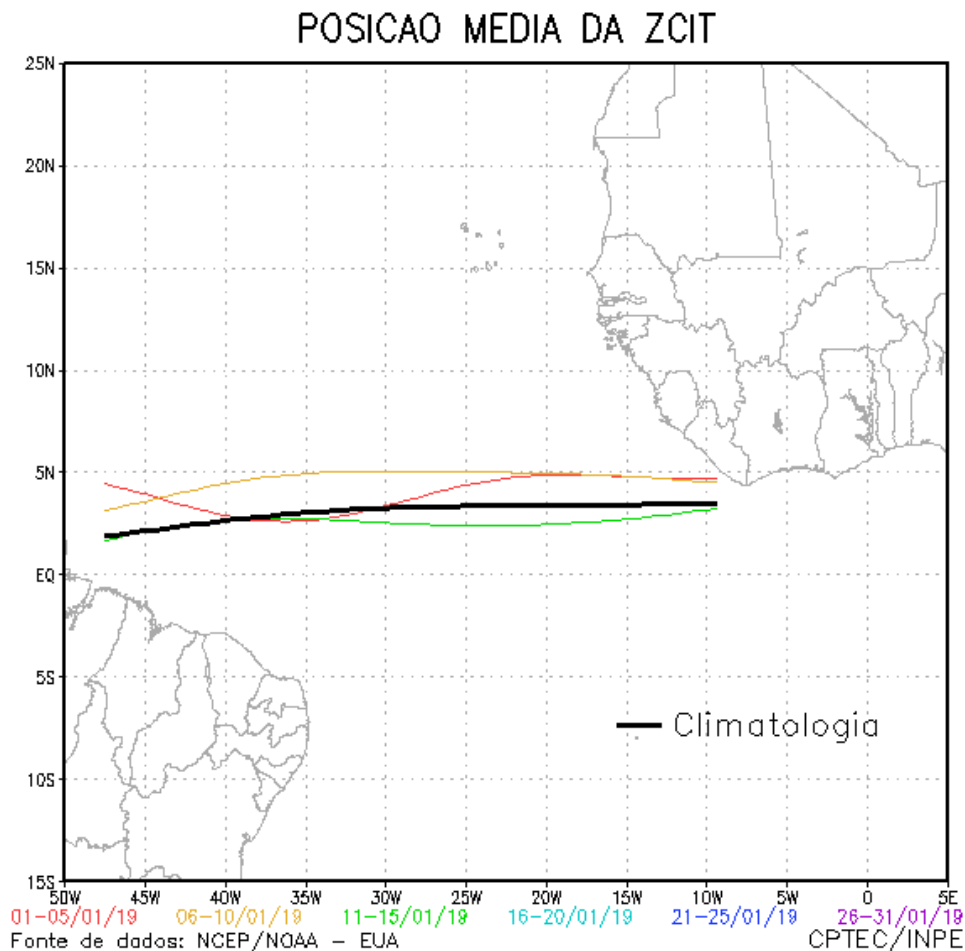 POSICAO MEDIA DA ZCIT
25N
20N
15N
10N
5N
EQ
5S
10S
15S
Climatologia
50W 45W 40W 35W 30W 25W 20W 15W 10W 5W 0 5E
01-05/01/19 06-10/01/19 11-15/01/19 16-20/01/19 21-25/01/19 26-31/01/19
Fonte de dados: NCEP/NOAA - EUA CPTEC/INPE